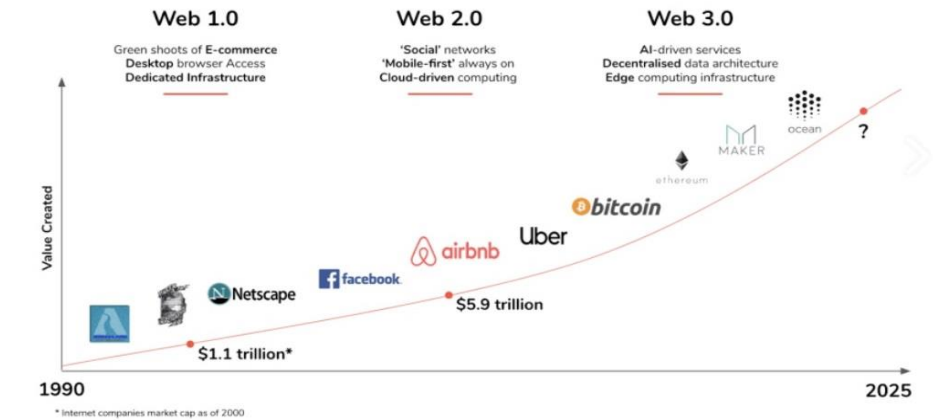 Web 1.0
Green shoots of E-commerce
Desktop browser Access
Dedicated Infrastructure
Web 2.0
‘Social’ networks
‘Mobile-first’ always on
Cloud-driven computing
Web 3.0
AI-driven services
Decentralised data architecture
Edge computing infrastructure
Value Created
Netscape
N
$1.1 trillion*
facebook
airbnb
$5.9 trillion
Uber
bitcoin
ethereum
MAKER
ocean
?
1990
2025
* Internet companies market cap as of 2000